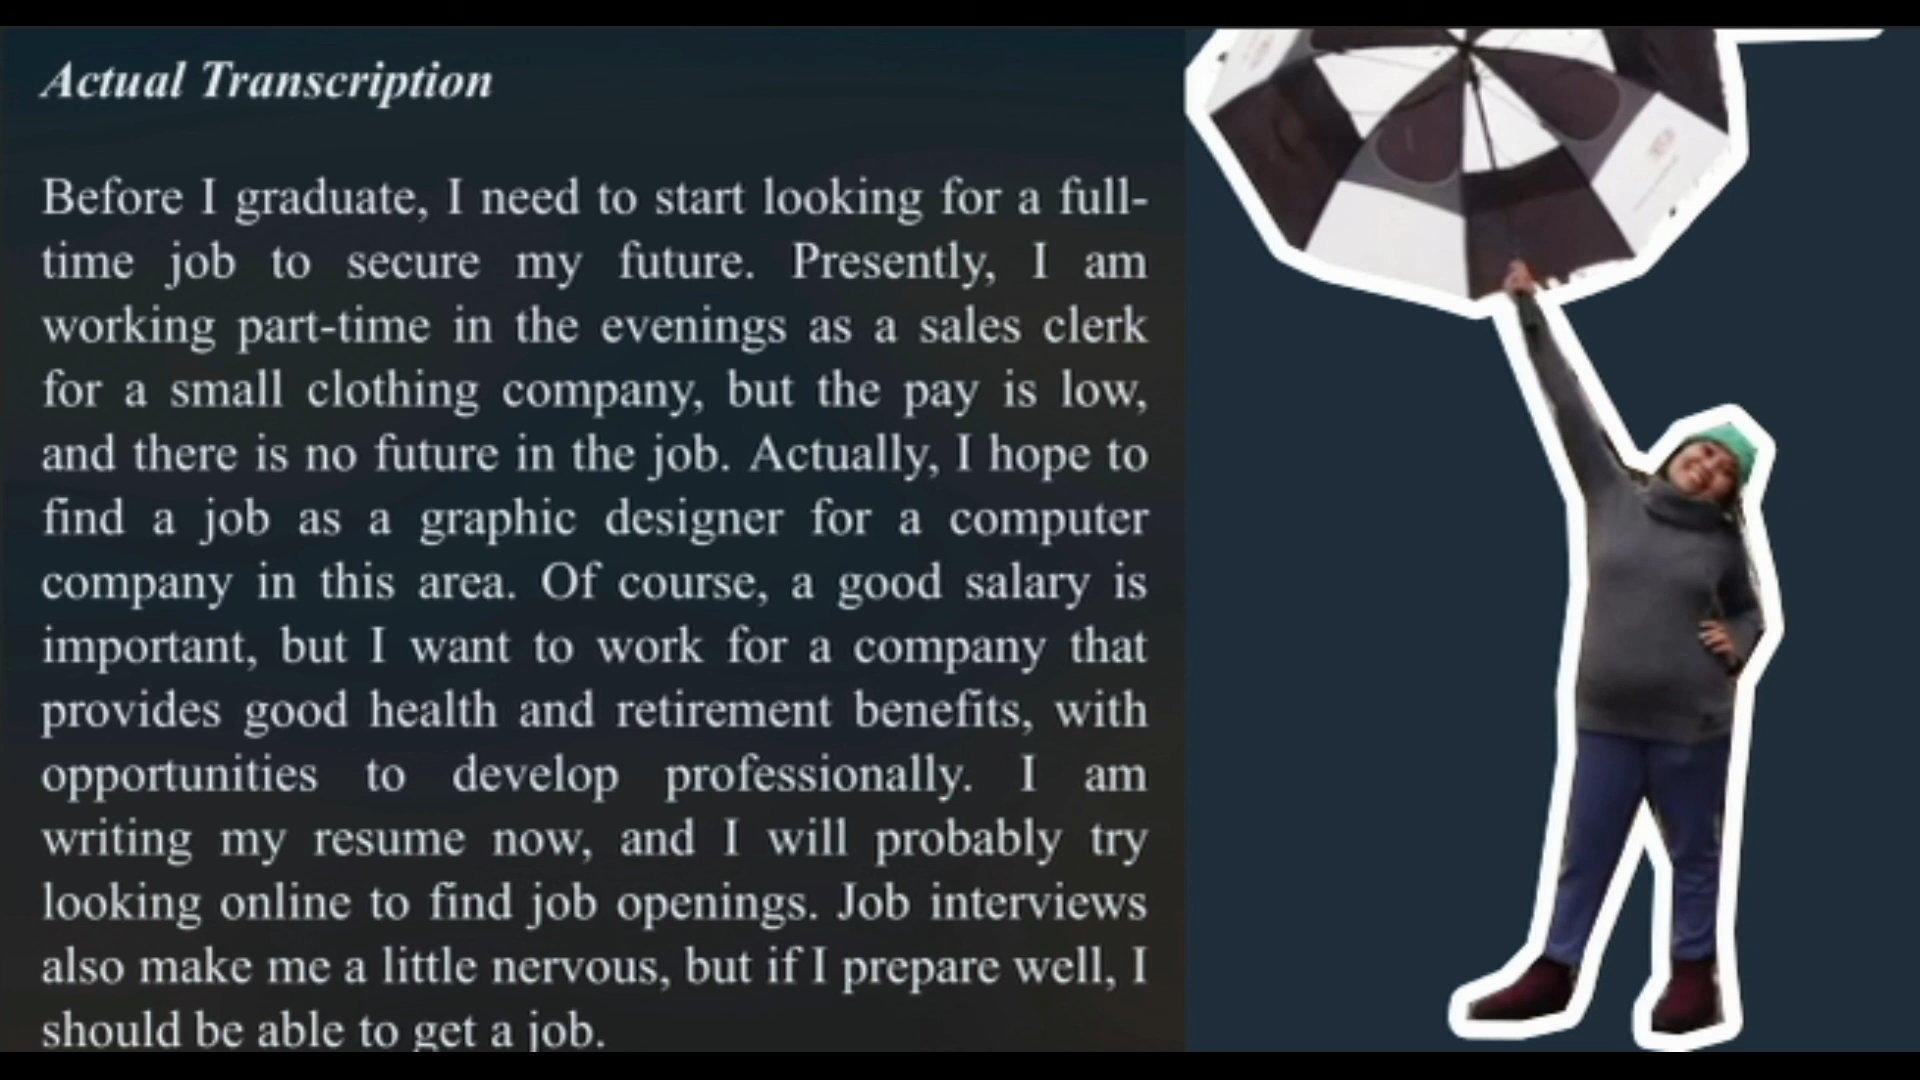 Actual Transcription
Before I graduate, I need to start looking for a full-
time job to secure my future. Presently, I am
working part-time in the evenings as a sales clerk
for a small clothing company, but the pay is low,
and there is no future in the job. Actually, I hope to
find a job as a graphic designer for a computer
company in this area. Of course, a good salary is
important, but I want to work for a company that
provides good health and retirement benefits, with
opportunities to develop professionally. I am
writing my resume now, and I will probably try
looking online to find job openings. Job interviews
also make me a little nervous, but if I prepare well, I
should be able to get a job.